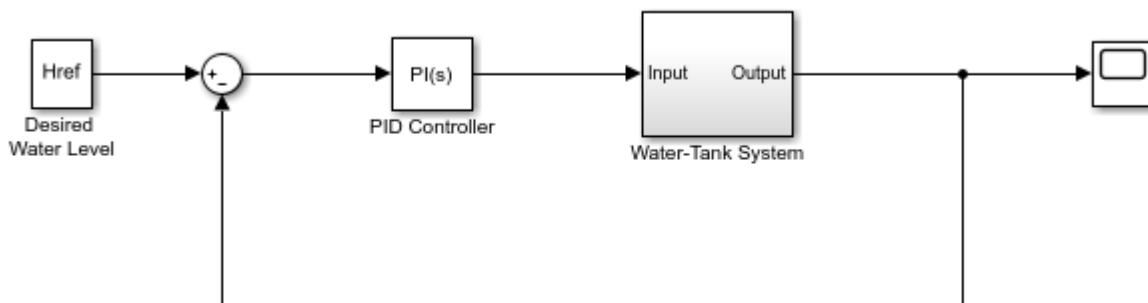 Href
Desired
Water Level
+
−
PI(s)
PID Controller
Input
Output
Water-Tank System